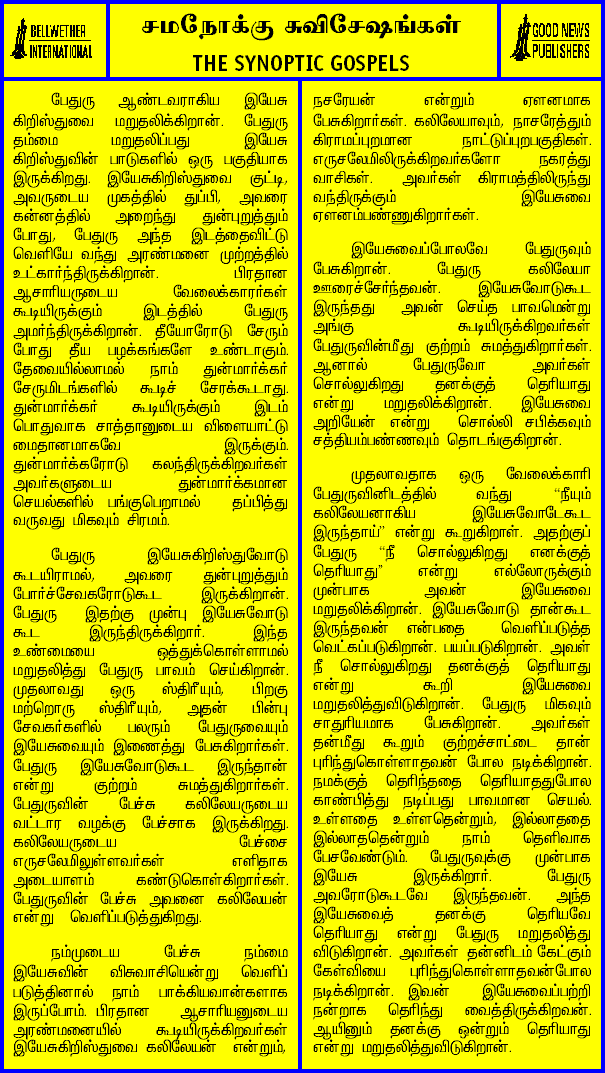 BELLWETHER
INTERNATIONAL
சமநோக்கு சுவிசேஷங்கள்
THE SYNOPTIC GOSPELS
GOOD NEWS
PUBLISHERS
பேதுரு ஆண்டவராகிய இயேசு
கிறிஸ்துவை மறுதலிக்கிறான். பேதுரு
தம்மை மறுதலிப்பது இயேசு
கிறிஸ்துவின் பாடுகளில் ஒரு பகுதியாக
இருக்கிறது. இயேசுகிறிஸ்துவை குட்டி,
அவருடைய முகத்தில் துப்பி, அவரை
கன்னத்தில் அறைந்து துன்புறுத்தும்
போது, பேதுரு அந்த இடத்தைவிட்டு
வெளியே வந்து அரண்மனை முற்றத்தில்
உட்கார்ந்திருக்கிறான். பிரதான
ஆசாரியருடைய வேலைக்காரர்கள்
கூடியிருக்கும் இடத்தில் பேதுரு
அமர்ந்திருக்கிறான். தீயோரோடு சேரும்
போது தீய பழக்கங்களே உண்டாகும்.
தேவையில்லாமல் நாம் துன்மார்க்கர்
சேருமிடங்களில் கூடிச் சேரக்கூடாது.
துன்மார்க்கர் கூடியிருக்கும் இடம்
பொதுவாக சாத்தானுடைய விளையாட்டு
மைதானமாகவே இருக்கும்.
துன்மார்க்கரோடு கலந்திருக்கிறவர்கள்
அவர்களுடைய துன்மார்க்கமான
செயல்களில் பங்குபெறாமல் தப்பித்து
வருவது மிகவும் சிரமம்.
பேதுரு இயேசுகிறிஸ்துவோடு
கூடயிராமல், அவரை துன்புறுத்தும்
போர்ச்சேவகரோடுகூட இருக்கிறான்.
பேதுரு இதற்கு முன்பு இயேசுவோடு
கூட இருந்திருக்கிறார். இந்த
உண்மையை ஒத்துக்கொள்ளாமல்
மறுதலித்து பேதுரு பாவம் செய்கிறான்.
முதலாவது ஒரு ஸ்திரீயும், பிறகு
மற்றொரு ஸ்திரீயும், அதன் பின்பு
சேவகர்களில் பலரும் பேதுருவையும்
இயேசுவையும் இணைத்து பேசுகிறார்கள்.
பேதுரு இயேசுவோடுகூட இருந்தான்
என்று குற்றம் சுமத்துகிறார்கள்.
பேதுருவின் பேச்சு கலிலேயருடைய
வட்டார வழக்கு பேச்சாக இருக்கிறது.
கலிலேயருடைய பேச்சை
எருசலேமிலுள்ளவர்கள் எளிதாக
அடையாளம் கண்டுகொள்கிறார்கள்.
பேதுருவின் பேச்சு அவனை கலிலேயன்
என்று வெளிப்படுத்துகிறது.
நம்முடைய பேச்சு நம்மை
இயேசுவின் விசுவாசியென்று வெளிப்
படுத்தினால் நாம் பாக்கியவான்களாக
இருப்போம். பிரதான ஆசாரியனுடைய
அரண்மனையில் கூடியிருக்கிறவர்கள்
இயேசுகிறிஸ்துவை கலிலேயன் என்றும்,
நசரேயன் என்றும் ஏளனமாக
பேசுகிறார்கள். கலிலேயாவும், நாசரேத்தும்
கிராமப்புறமான நாட்டுப்புறபகுதிகள்.
எருசலேமிலிருக்கிறவர்களோ நகரத்து
வாசிகள். அவர்கள் கிராமத்திலிருந்து
வந்திருக்கும் இயேசுவை
ஏளனம்பண்ணுகிறார்கள்.
இயேசுவைப்போலவே பேதுருவும்
பேசுகிறான். பேதுரு கலிலேயா
ஊரைச்சேர்ந்தவன். இயேசுவோடுகூட
இருந்தது அவன் செய்த பாவமென்று
அங்கு கூடியிருக்கிறவர்கள்
பேதுருவின்மீது குற்றம் சுமத்துகிறார்கள்.
ஆனால் பேதுருவோ அவர்கள்
சொல்லுகிறது தனக்குத் தெரியாது
என்று மறுதலிக்கிறான். இயேசுவை
அறியேன் என்று சொல்லி சபிக்கவும்
சத்தியம்பண்ணவும் தொடங்குகிறான்.
முதலாவதாக ஒரு வேலைக்காரி
பேதுருவினிடத்தில் வந்து “நீயும்
கலிலேயனாகிய இயேசுவோடேகூட
இருந்தாய்” என்று கூறுகிறாள். அதற்குப்
பேதுரு “நீ சொல்லுகிறது எனக்குத்
தெரியாது” என்று எல்லோருக்கும்
முன்பாக அவன் இயேசுவை
மறுதலிக்கிறான். இயேசுவோடு தான்கூட
இருந்தவன் என்பதை வெளிப்படுத்த
வெட்கப்படுகிறான். பயப்படுகிறான். அவள்
நீ சொல்லுகிறது தனக்குத் தெரியாது
என்று கூறி இயேசுவை
மறுதலித்துவிடுகிறான். பேதுரு மிகவும்
சாதுரியமாக பேசுகிறான். அவர்கள்
தன்மீது கூறும் குற்றச்சாட்டை தான்
புரிந்துகொள்ளாதவன் போல நடிக்கிறான்.
நமக்குத் தெரிந்ததை தெரியாததுபோல
காண்பித்து நடிப்பது பாவமான செயல்.
உள்ளதை உள்ளதென்றும், இல்லாததை
இல்லாததென்றும் நாம் தெளிவாக
பேசவேண்டும். பேதுருவுக்கு முன்பாக
இயேசு இருக்கிறார். பேதுரு
அவரோடுகூடவே இருந்தவன். அந்த
இயேசுவைத் தனக்கு தெரியவே
தெரியாது என்று பேதுரு மறுதலித்து
விடுகிறான். அவர்கள் தன்னிடம் கேட்கும்
கேள்வியை புரிந்துகொள்ளாதவன்போல
நடிக்கிறான். இவன் இயேசுவைப்பற்றி
நன்றாக தெரிந்து வைத்திருக்கிறவன்.
ஆயினும் தனக்கு ஒன்றும் தெரியாது
என்று மறுதலித்துவிடுகிறான்.